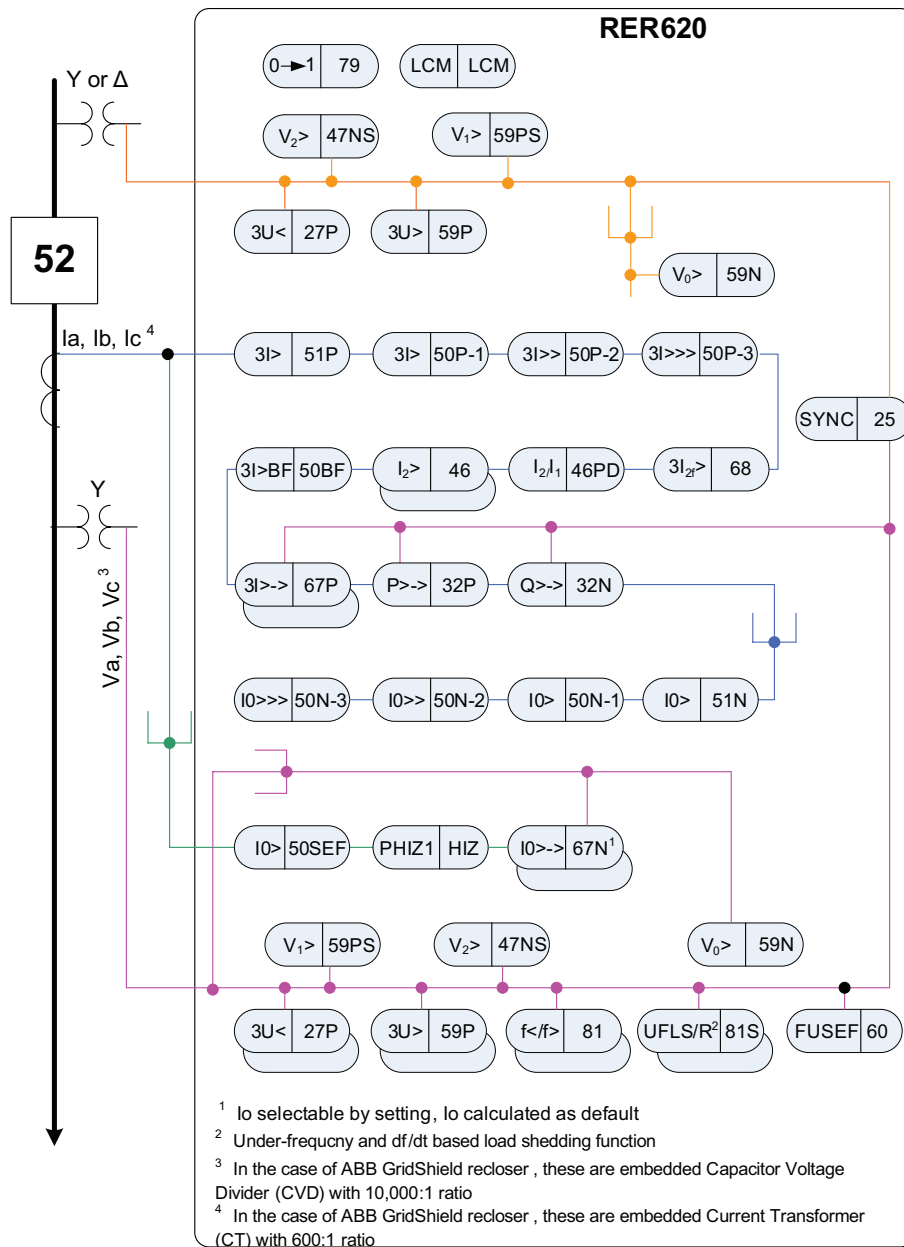 RER620
0→1 79
LCM LCM
Y or Δ
V₂> 47NS
V₁> 59PS
3U< 27P
3U> 59P
52
V₀> 59N
Ia, Ib, Ic ⁴
3I> 51P
3I> 50P-1
3I>> 50P-2
3I>>> 50P-3
SYNC 25
3I>BF 50BF
I₂> 46
I₂/I₁ 46PD
3I₂f> 68
Y
Va, Vb, Vc ³
3I>-> 67P
P>-> 32P
Q>-> 32N
I0>>> 50N-3
I0>> 50N-2
I0> 50N-1
I0> 51N
I0> 50SEF
PHIZ1 HIZ
I0>-> 67N¹
V₁> 59PS
V₂> 47NS
V₀> 59N
3U< 27P
3U> 59P
f</f> 81
UFLS/R² 81S
FUSEF 60
¹ Io selectable by setting, Io calculated as default
² Under-frequcny and df/dt based load shedding function
³ In the case of ABB GridShield recloser , these are embedded Capacitor Voltage
Divider (CVD) with 10,000:1 ratio
⁴ In the case of ABB GridShield recloser , these are embedded Current Transformer
(CT) with 600:1 ratio